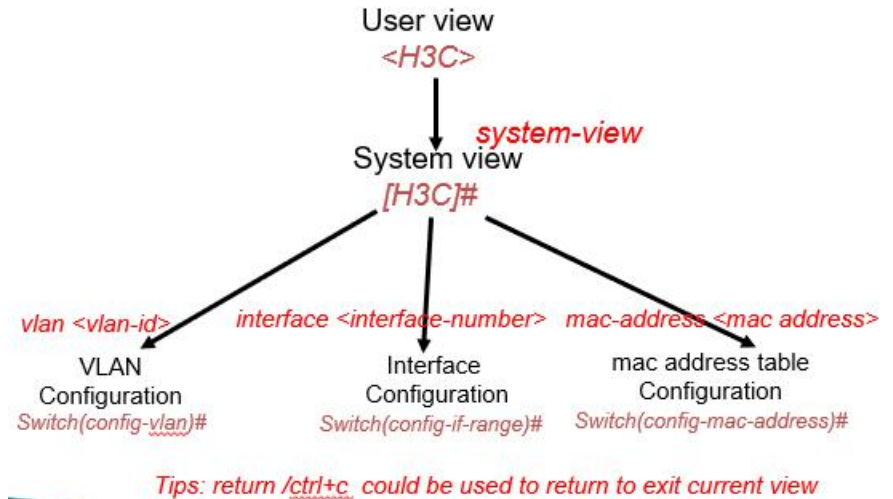 User view
<H3C>
system-view
System view
[H3C]#
vlan <vlan-id>
interface <interface-number>
mac-address <mac address>
VLAN
Configuration
Switch(config-vlan)#
Interface
Configuration
Switch(config-if-range)#
mac address table
Configuration
Switch(config-mac-address)#
Tips: return /ctrl+c could be used to return to exit current view